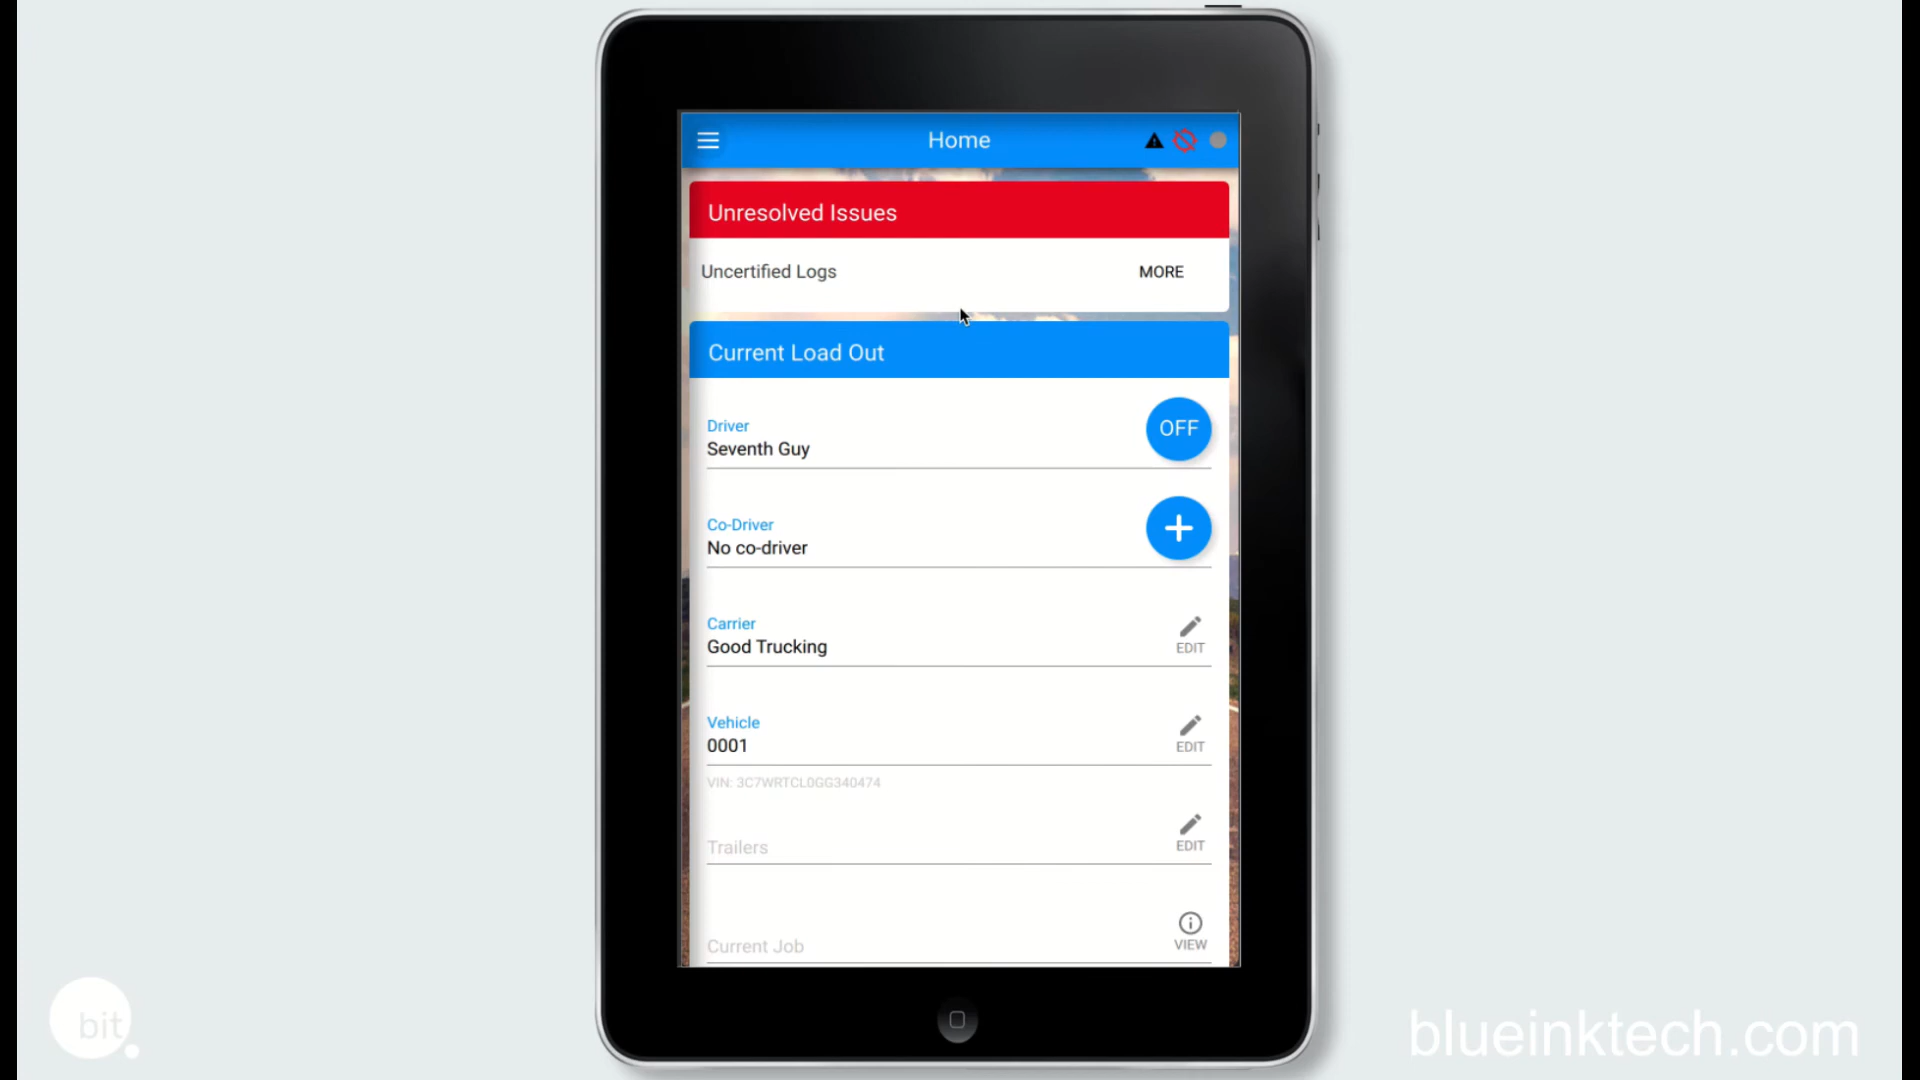 Home
Unresolved Issues
Uncertified Logs MORE
Current Load Out
Driver
Seventh Guy
OFF
Co-Driver
No co-driver
Carrier
Good Trucking
EDIT
Vehicle
0001
EDIT
VIN: 3C7WRTCL0GG340474
Trailers
EDIT
Current Job
VIEW
bit
blueinktech.com